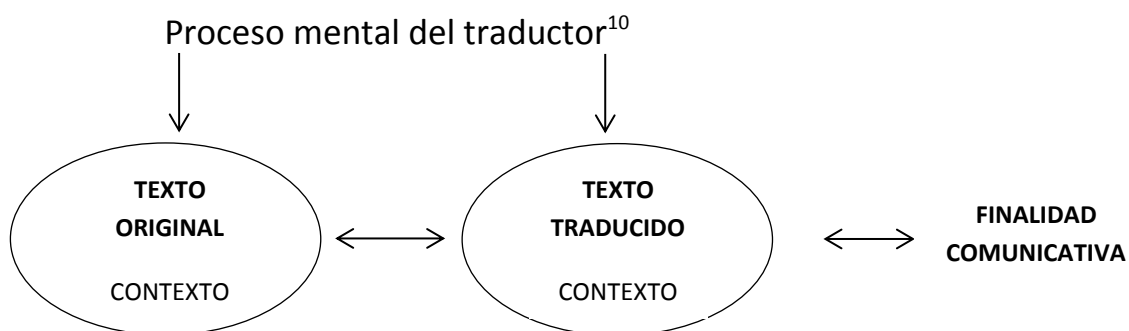 Proceso mental del traductor¹⁰
TEXTO
ORIGINAL
CONTEXTO
TEXTO
TRADUCIDO
CONTEXTO
FINALIDAD
COMUNICATIVA